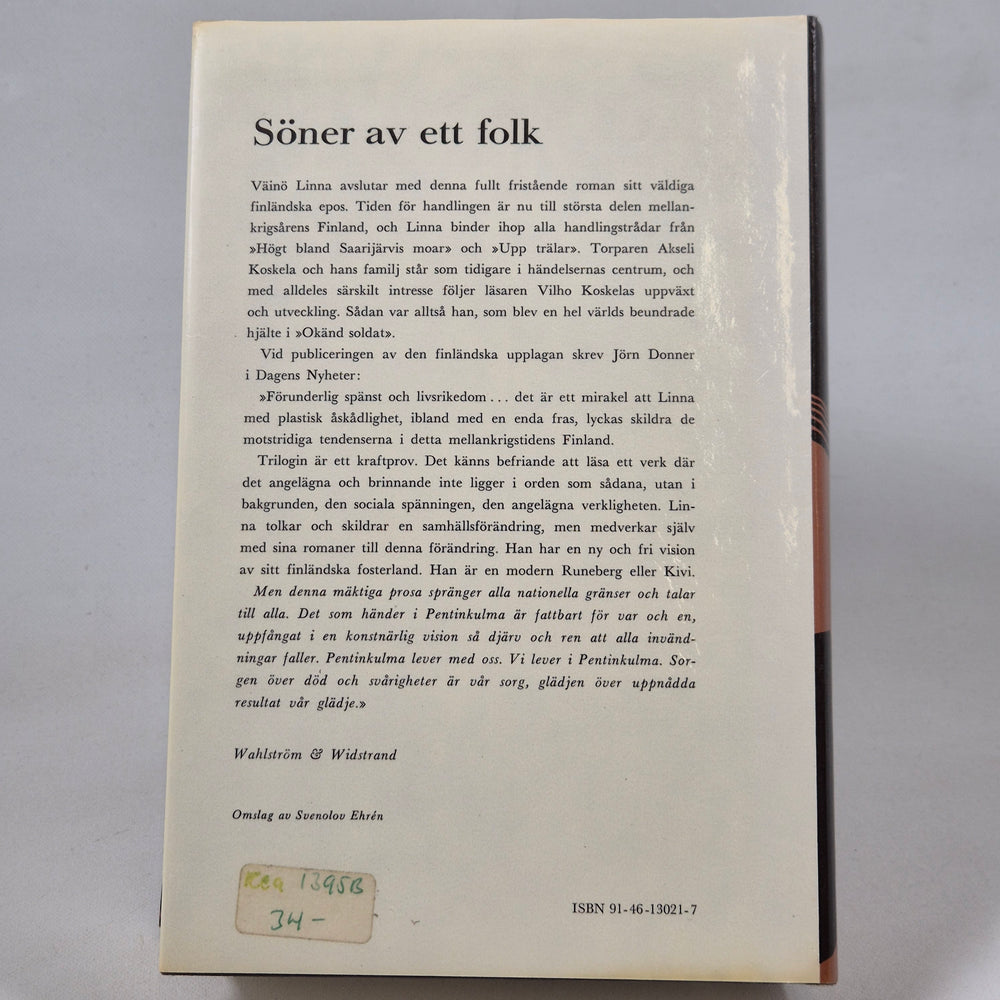 Söner av ett folk
Väinö Linna avslutar med denna fullt fristående roman sitt väldiga
finländska epos. Tiden för handlingen är nu till största delen mellan-
krigsårens Finland, och Linna binder ihop alla handlingstrådar från
»Högt bland Saarijärvis moar» och »Upp trälar». Torparen Akseli
Koskela och hans familj står som tidigare i händelsernas centrum, och
med alldeles särskilt intresse följer läsaren Vilho Koskelas uppväxt
och utveckling. Sådan var alltså han, som blev en hel världs beundrade
hjälte i »Okänd soldat».
Vid publiceringen av den finländska upplagan skrev Jörn Donner
i Dagens Nyheter:
»Förunderlig spänst och livsrikedom... det är ett mirakel att Linna
med plastisk åskådlighet, ibland med en enda fras, lyckas skildra de
motstridiga tendenserna i detta mellankrigstidens Finland.
Trilogin är ett kraftprov. Det känns befriande att läsa ett verk där
det angelägna och brinnande inte ligger i orden som sådana, utan i
bakgrunden, den sociala spänningen, den angelägna verkligheten. Lin-
na tolkar och skildrar en samhällsförändring, men medverkar själv
med sina romaner till denna förändring. Han har en ny och fri vision
av sitt finländska fosterland. Han är en modern Runeberg eller Kivi.
Men denna mäktiga prosa spränger alla nationella gränser och talar
till alla. Det som händer i Pentinkulma är fattbart för var och en,
uppfångat i en konstnärlig vision så djärv och ren att alla invänd-
ningar faller. Pentinkulma lever med oss. Vi lever i Pentinkulma. Sor-
gen över död och svårigheter är vår sorg, glädjen över uppnådda
resultat vår glädje.»
Wahlström & Widstrand
Omslag av Svenolov Ehrén
Rea 1395B
34-
ISBN 91-46-13021-7